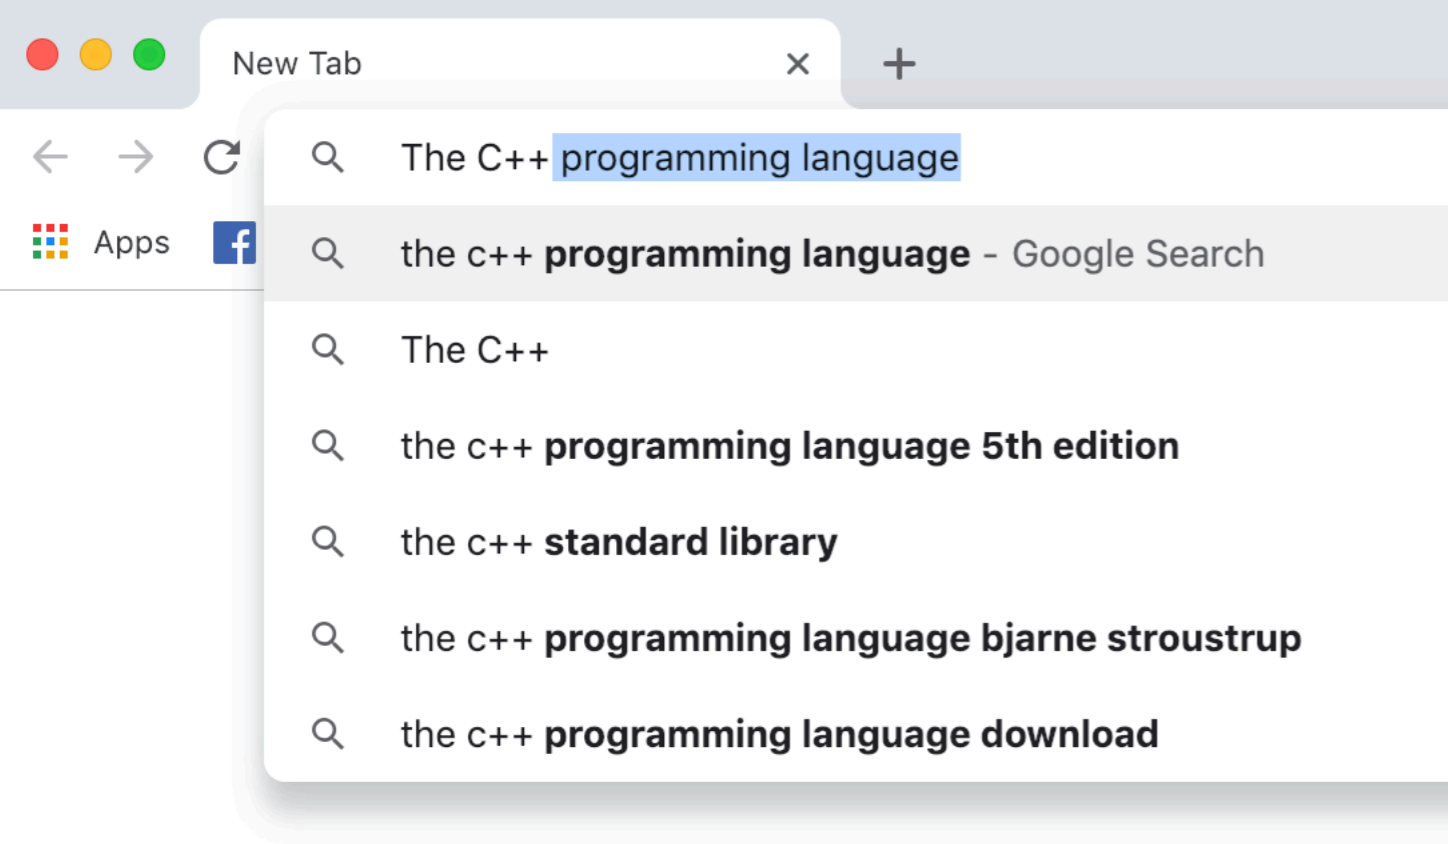 New Tab
The C++ programming language
Apps
the c++ programming language - Google Search
The C++
the c++ programming language 5th edition
the c++ standard library
the c++ programming language bjarne stroustrup
the c++ programming language download